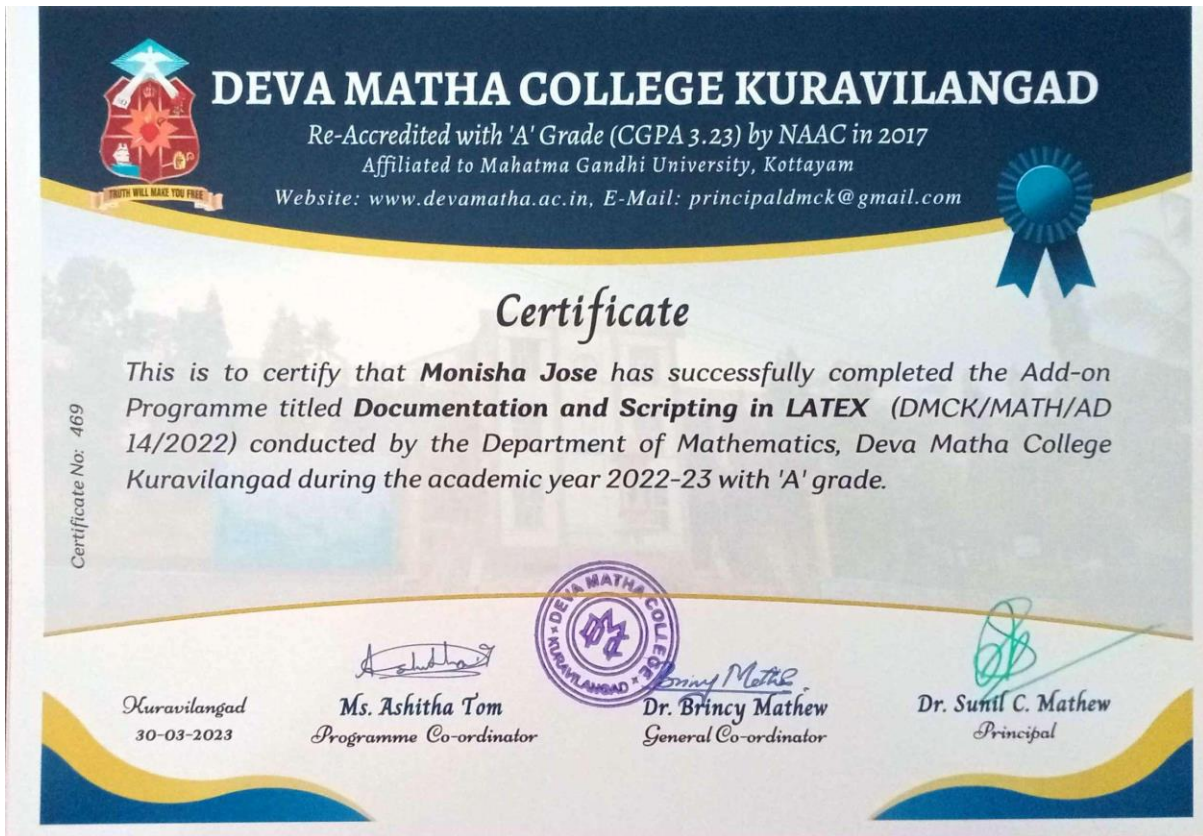 DEVA MATHA COLLEGE KURAVILANGAD
Re-Accredited with 'A' Grade (CGPA 3.23) by NAAC in 2017
Affiliated to Mahatma Gandhi University, Kottayam
Website: www.devamatha.ac.in, E-Mail: principaldmck@gmail.com
TRUTH WILL MAKE YOU FREE
Certificate
This is to certify that Monisha Jose has successfully completed the Add-on
Programme titled Documentation and Scripting in LATEX (DMCK/MATH/AD
14/2022) conducted by the Department of Mathematics, Deva Matha College
Kuravilangad during the academic year 2022-23 with 'A' grade.
Certificate No: 469
DEVA MATHA COLLEGE
KURAVILANGAD
Brincy Mathew
Kuravilangad
30-03-2023
Ms. Ashitha Tom
Programme Co-ordinator
Dr. Brincy Mathew
General Co-ordinator
Dr. Sunil C. Mathew
Principal